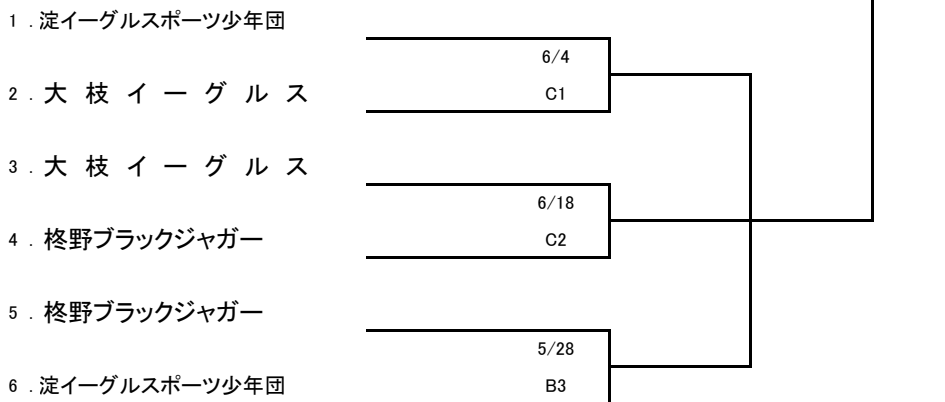 1 . 淀イーグルスポーツ少年団
6/4
2 . 大 枝 イ ー グ ル ス
C1
3 . 大 枝 イ ー グ ル ス
6/18
4 . 柊野ブラックジャガー
C2
5 . 柊野ブラックジャガー
5/28
6 . 淀イーグルスポーツ少年団
B3